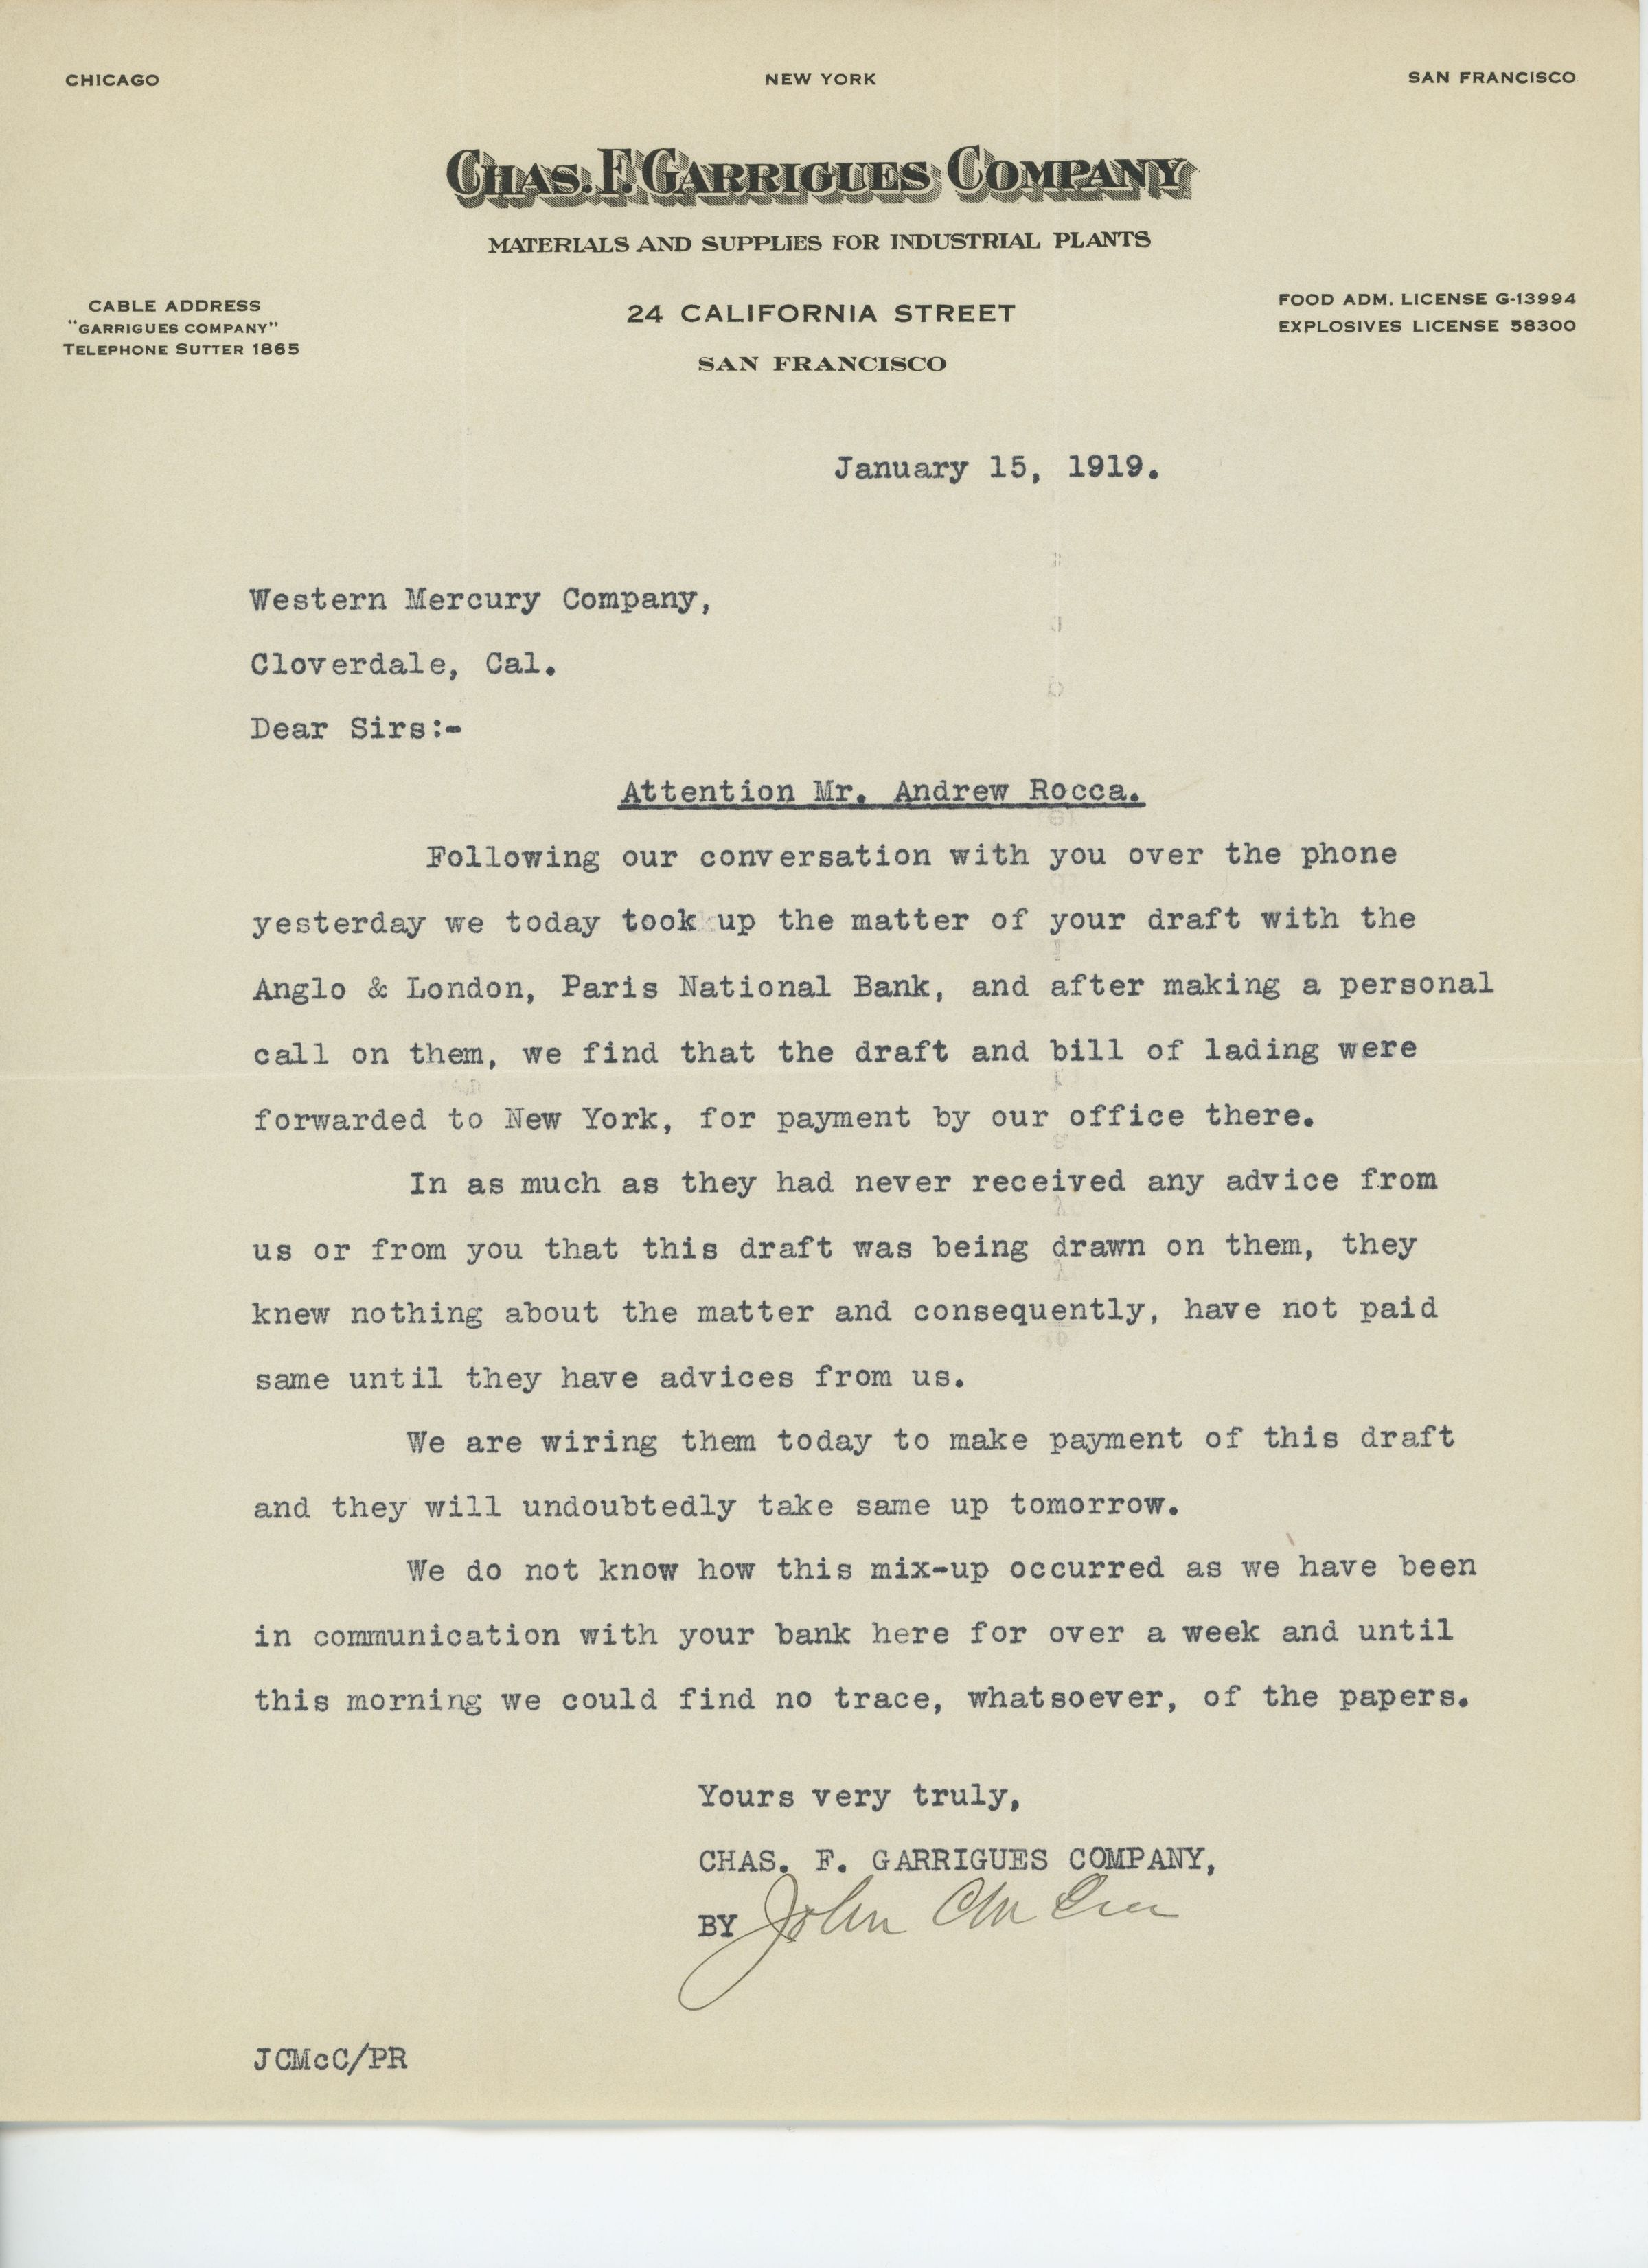 CHICAGO
NEW YORK
SAN FRANCISCO
CHAS. F. GARRIGUES COMPANY
MATERIALS AND SUPPLIES FOR INDUSTRIAL PLANTS
CABLE ADDRESS
"GARRIGUES COMPANY"
TELEPHONE SUTTER 1865
24 CALIFORNIA STREET
SAN FRANCISCO
FOOD ADM. LICENSE G-13994
EXPLOSIVES LICENSE 58300
January 15, 1919.
Western Mercury Company,
Cloverdale, Cal.
Dear Sirs:-
Attention Mr. Andrew Rocca.
Following our conversation with you over the phone
yesterday we today took up the matter of your draft with the
Anglo & London, Paris National Bank, and after making a personal
call on them, we find that the draft and bill of lading were
forwarded to New York, for payment by our office there.
In as much as they had never received any advice from
us or from you that this draft was being drawn on them, they
knew nothing about the matter and consequently, have not paid
same until they have advices from us.
We are wiring them today to make payment of this draft
and they will undoubtedly take same up tomorrow.
We do not know how this mix-up occurred as we have been
in communication with your bank here for over a week and until
this morning we could find no trace, whatsoever, of the papers.
Yours very truly,
CHAS. F. GARRIGUES COMPANY,
BY John
JCMcC/PR